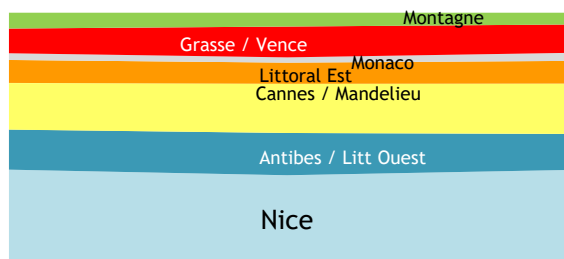 Montagne
Grasse / Vence
Monaco
Littoral Est
Cannes / Mandelieu
Antibes / Litt Ouest
Nice